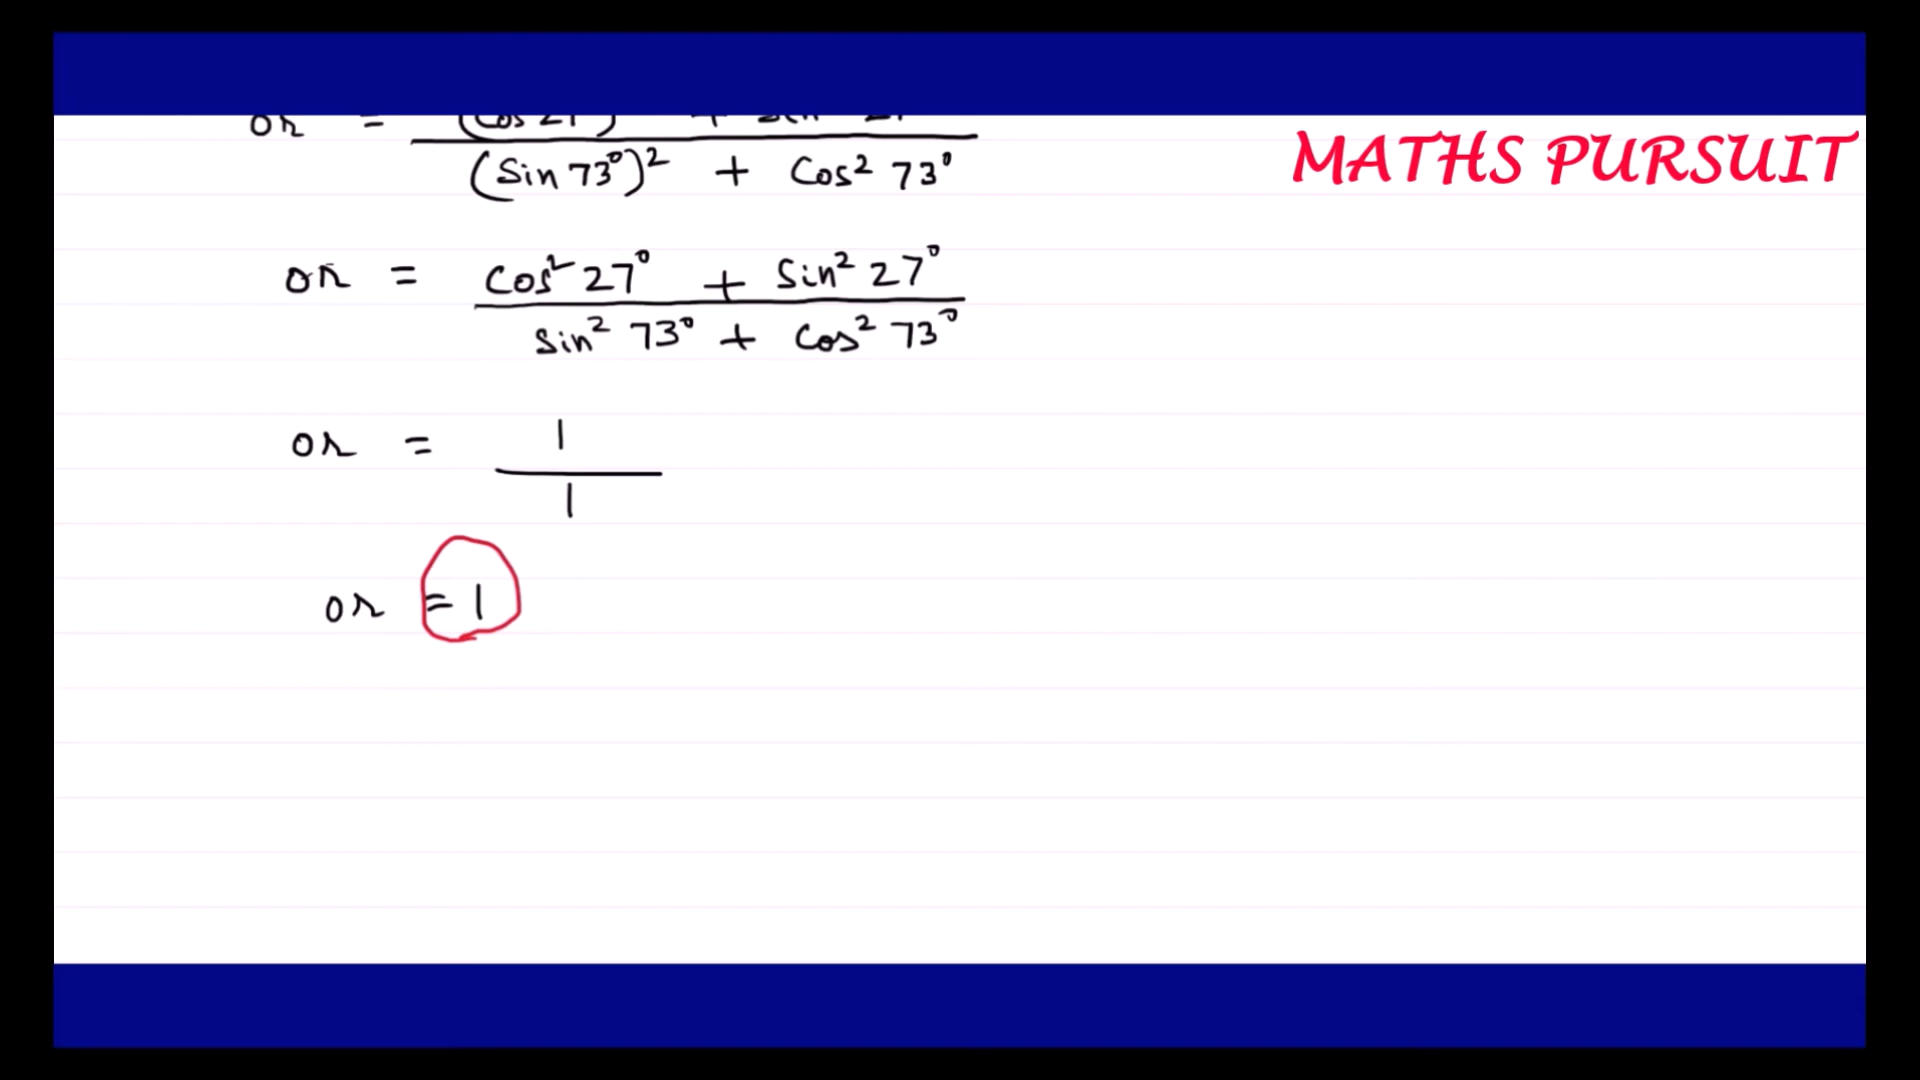 or =
(Sin 73°)² + Cos² 73°
MATHS PURSUIT
or = Cos² 27° + Sin² 27°
Sin² 73° + Cos² 73°
or = 1
1
or = 1